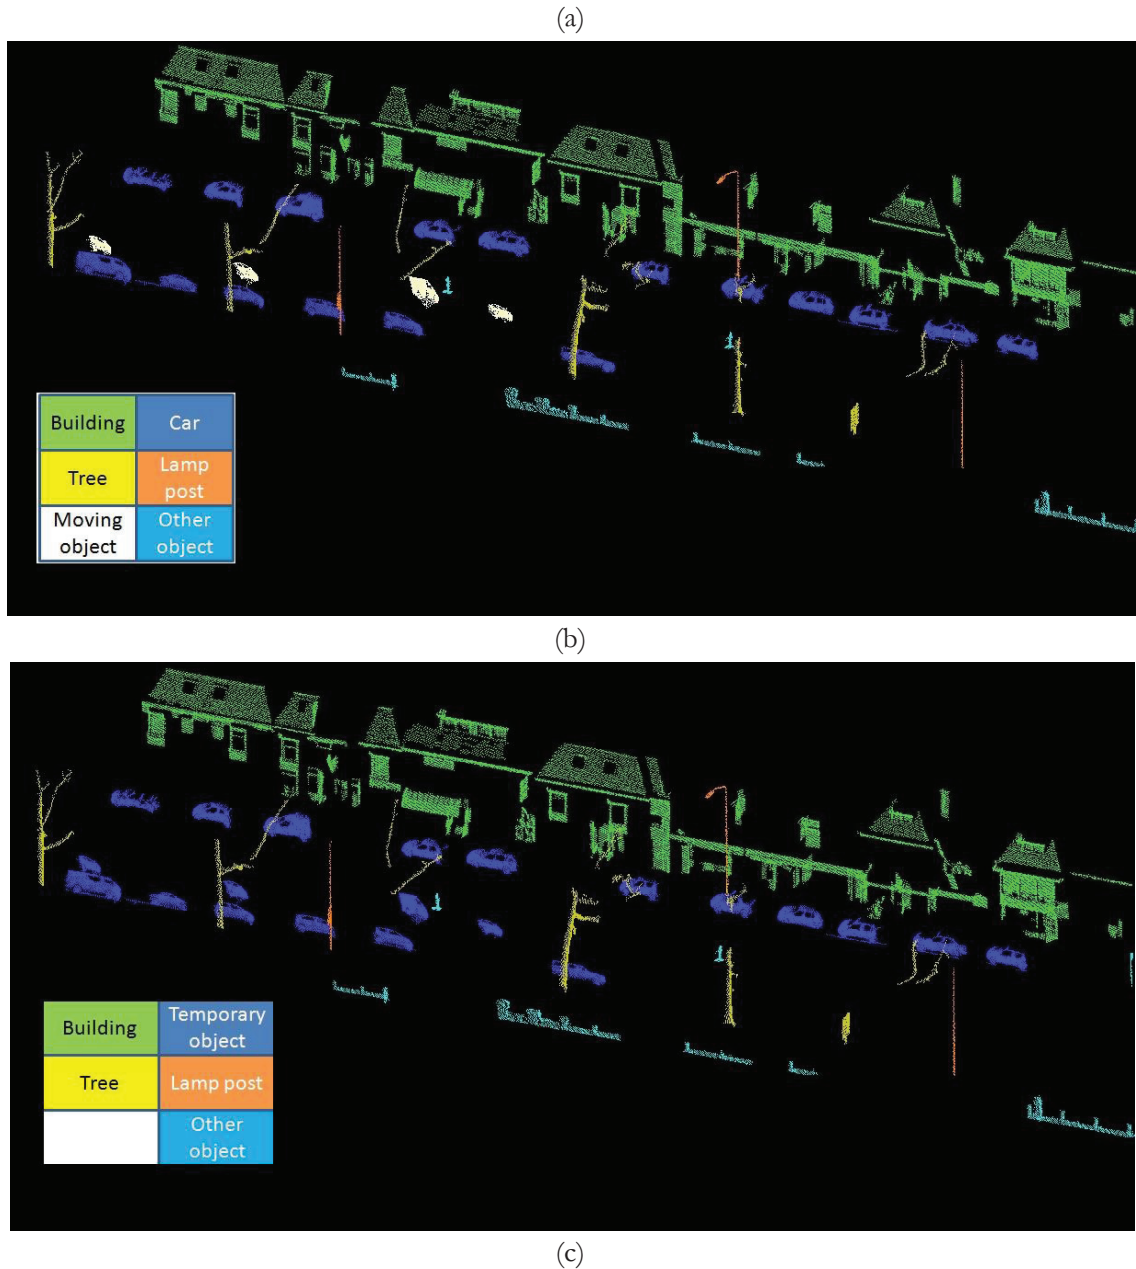 (a)
Building
Car
Tree
Lamp
post
Moving
object
Other
object
(b)
Building
Temporary
object
Tree
Lamp post
Other
object
(c)